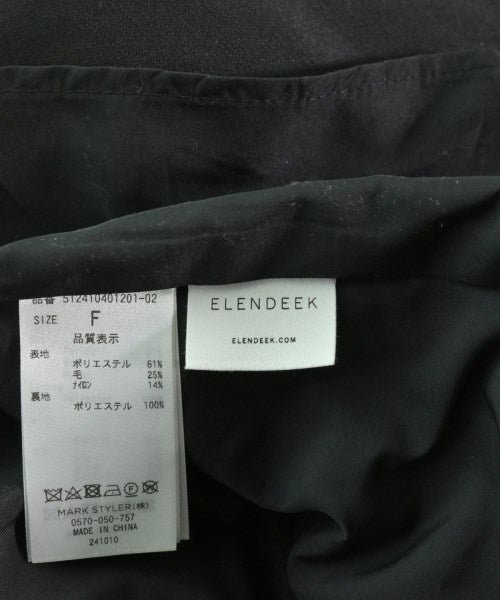 品番 512410401201-02
SIZE F
品質表示
表地
ポリエステル 61%
毛 25%
ナイロン 14%
裏地
ポリエステル 100%
MARK STYLER(株)
0570-050-757
MADE IN CHINA
241010
ELENDEEK
ELENDEEK.COM